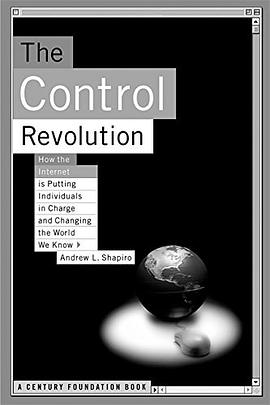 The
Control
Revolution
How the
Internet
is Putting
Individuals
in Charge
and Changing
the World
We Know
Andrew L. Shapiro
A CENTURY FOUNDATION BOOK